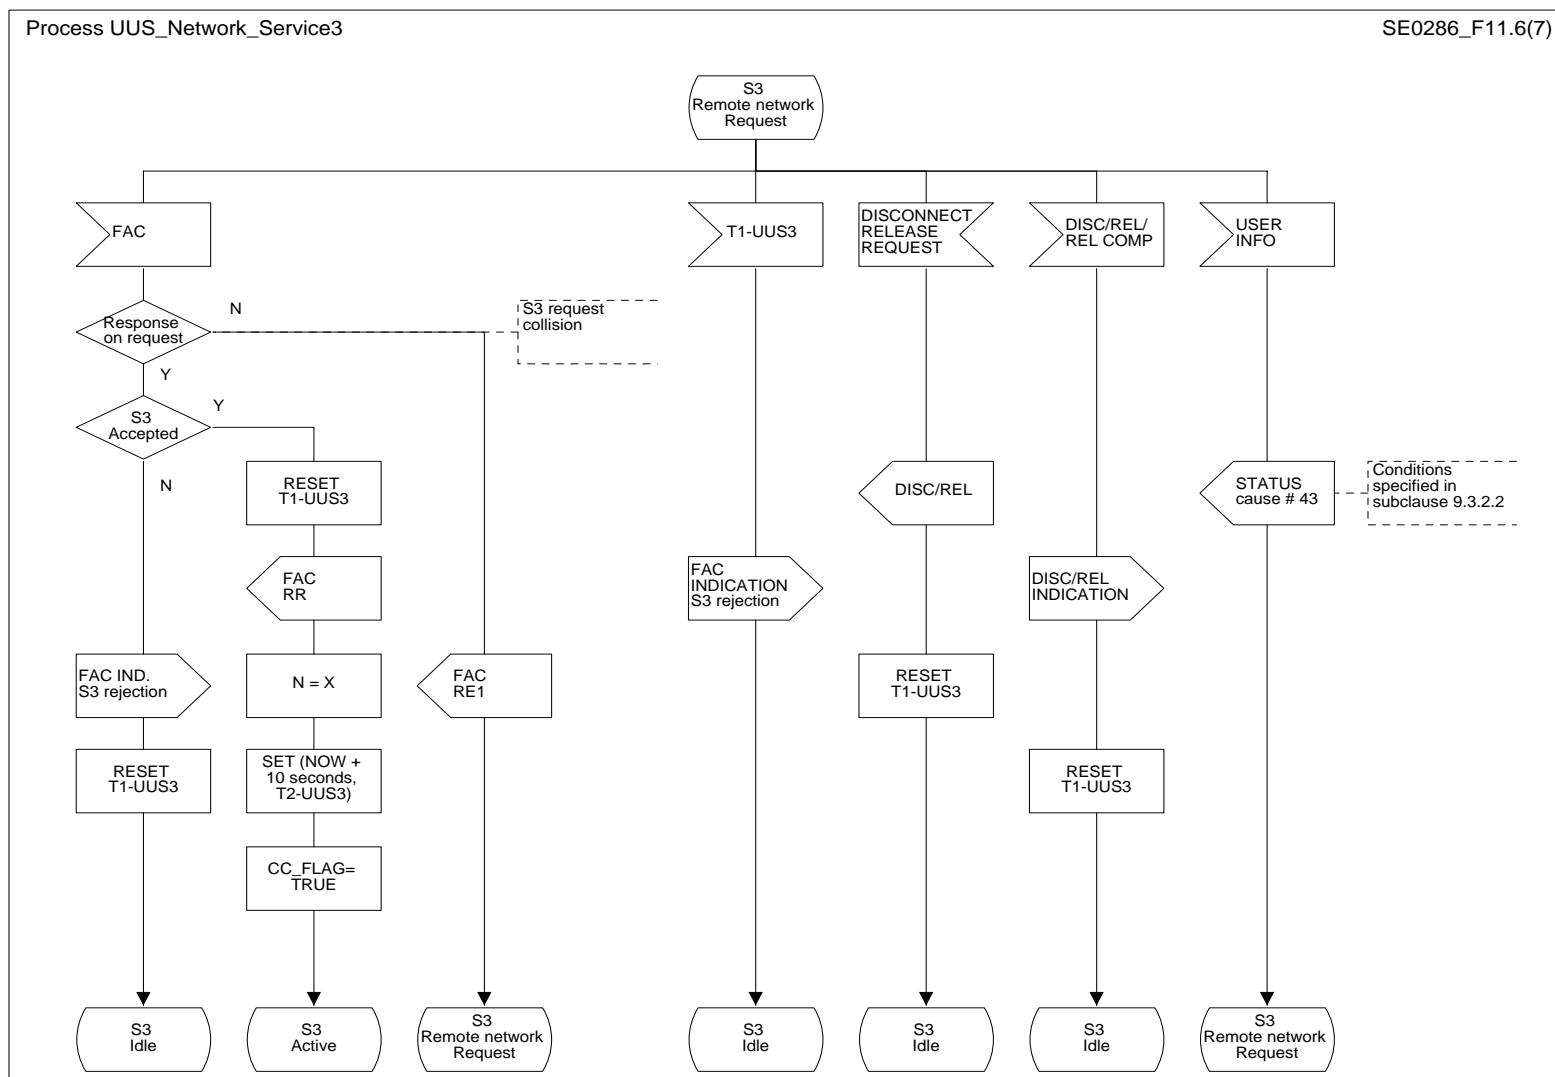 Process UUS_Network_Service3
SE0286_F11.6(7)
S3
Remote network
Request
FAC
T1-UUS3
DISCONNECT
RELEASE
REQUEST
DISC/REL/
REL COMP
USER
INFO
N
S3 request
collision
Response
on request
Y
Y
S3
Accepted
N
RESET
T1-UUS3
DISC/REL
STATUS
cause # 43
Conditions
specified in
subclause 9.3.2.2
FAC
RR
FAC
INDICATION
S3 rejection
DISC/REL
INDICATION
FAC IND.
S3 rejection
N = X
FAC
RE1
RESET
T1-UUS3
RESET
T1-UUS3
SET (NOW +
10 seconds,
T2-UUS3)
RESET
T1-UUS3
CC_FLAG=
TRUE
S3
Idle
S3
Active
S3
Remote network
Request
S3
Idle
S3
Idle
S3
Idle
S3
Remote network
Request